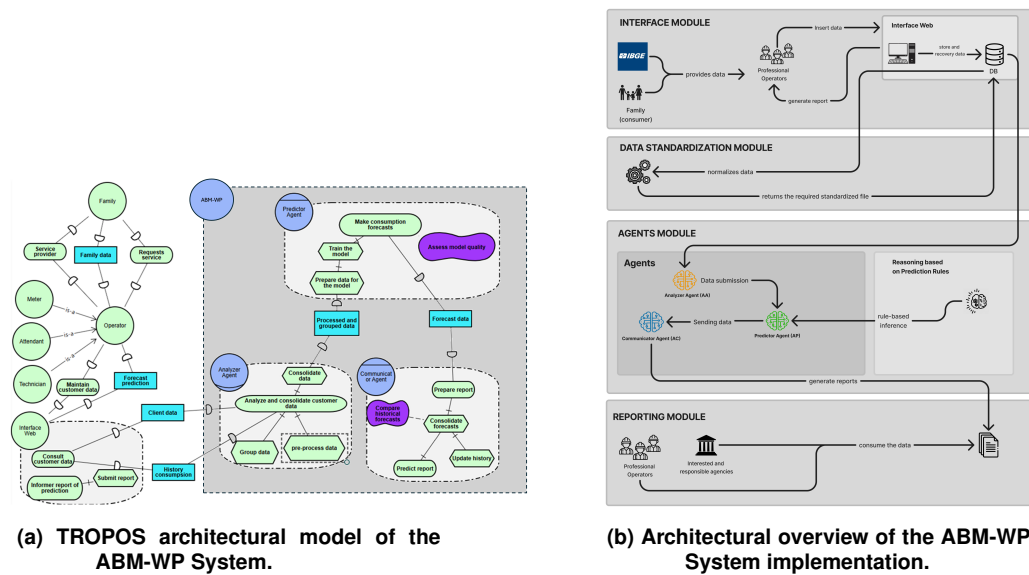 Family
Service
provider
Family data
Requests
service
Meter
Attendant
Technician
is a
is a
is a
Operator
Maintain
customer data
Forecast
prediction
Interface
Web
Consult
customer data
Submit report
Informer report of
prediction
Client data
History
consumpsion
ABM-WP
Predictor
Agent
Make consumption
forecasts
Train the
model
Assess model quality
Prepare data for
the model
Processed and
grouped data
Forecast data
Analyzer
Agent
Consolidate
data
Analyze and consolidate customer
data
Group data
pre-process data
Communicat
or Agent
Prepare report
Compare
historical
forecasts
Consolidate
forecasts
Predict report
Update history
(a) TROPOS architectural model of the
ABM-WP System.
INTERFACE MODULE
IBGE
Family
(consumer)
provides data
Professional
Operators
Insert data
generate report
Interface Web
store and
recovery data
DB
DATA STANDARDIZATION MODULE
normalizes data
returns the required standardized file
AGENTS MODULE
Agents
Analyzer Agent (AA)
Data submission
Communicator Agent (AC)
Sending data
Predictor Agent (AP)
Reasoning based
on Prediction Rules
rule-based
inference
generate reports
REPORTING MODULE
Professional
Operators
Interested and
responsible agencies
consume the data
(b) Architectural overview of the ABM-WP
System implementation.